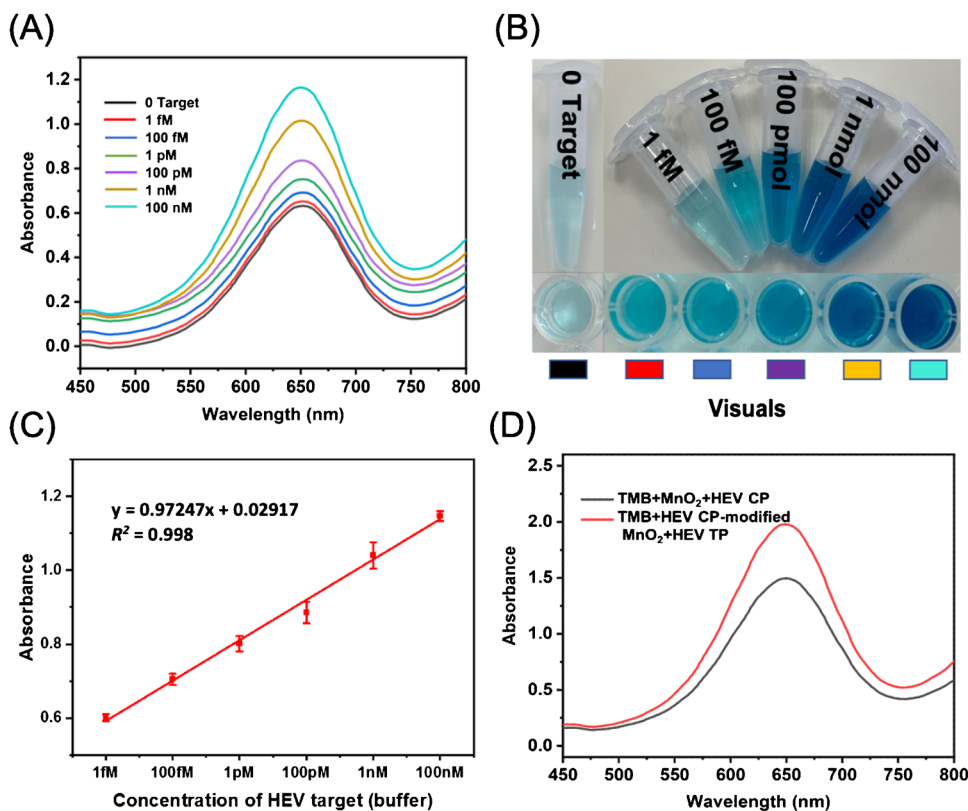 (A)
1.2
1.0
0.8
0.6
0.4
0.2
0.0
Absorbance
0 Target
1 fM
100 fM
1 pM
100 pM
1 nM
100 nM
450 500 550 600 650 700 750 800
Wavelength (nm)
(B)
0 Target
1 fM
100 fM
100 pmol
1 nmol
100 nmol
Visuals
(C)
1.4
1.2
1.0
0.8
0.6
Absorbance
y = 0.97247x + 0.02917
R² = 0.998
1fM 100fM 1pM 100pM 1nM 100nM
Concentration of HEV target (buffer)
(D)
2.5
2.0
1.5
1.0
0.5
0.0
Absorbance
TMB+MnO₂+HEV CP
TMB+HEV CP-modified
MnO₂+HEV TP
450 500 550 600 650 700 750 800
Wavelength (nm)